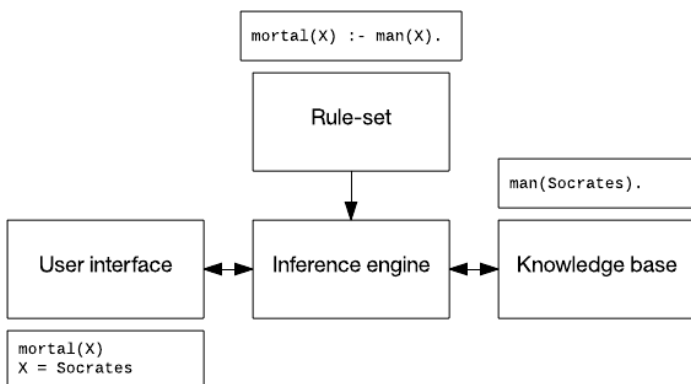 mortal(X) :- man(X).
Rule-set
man(Socrates).
User interface
Inference engine
Knowledge base
mortal(X)
X = Socrates